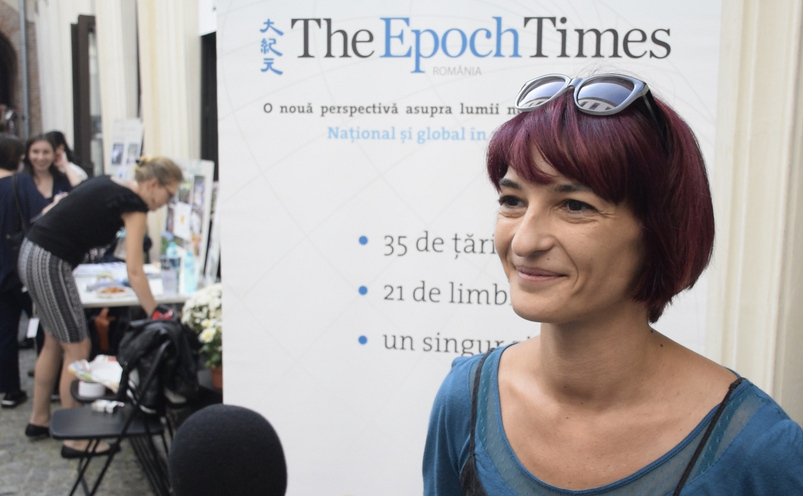 大紀元
The Epoch Times
ROMÂNIA
O nouă perspectivă asupra lumii
Național și global în
• 35 de țări
• 21 de limbi
• un singur